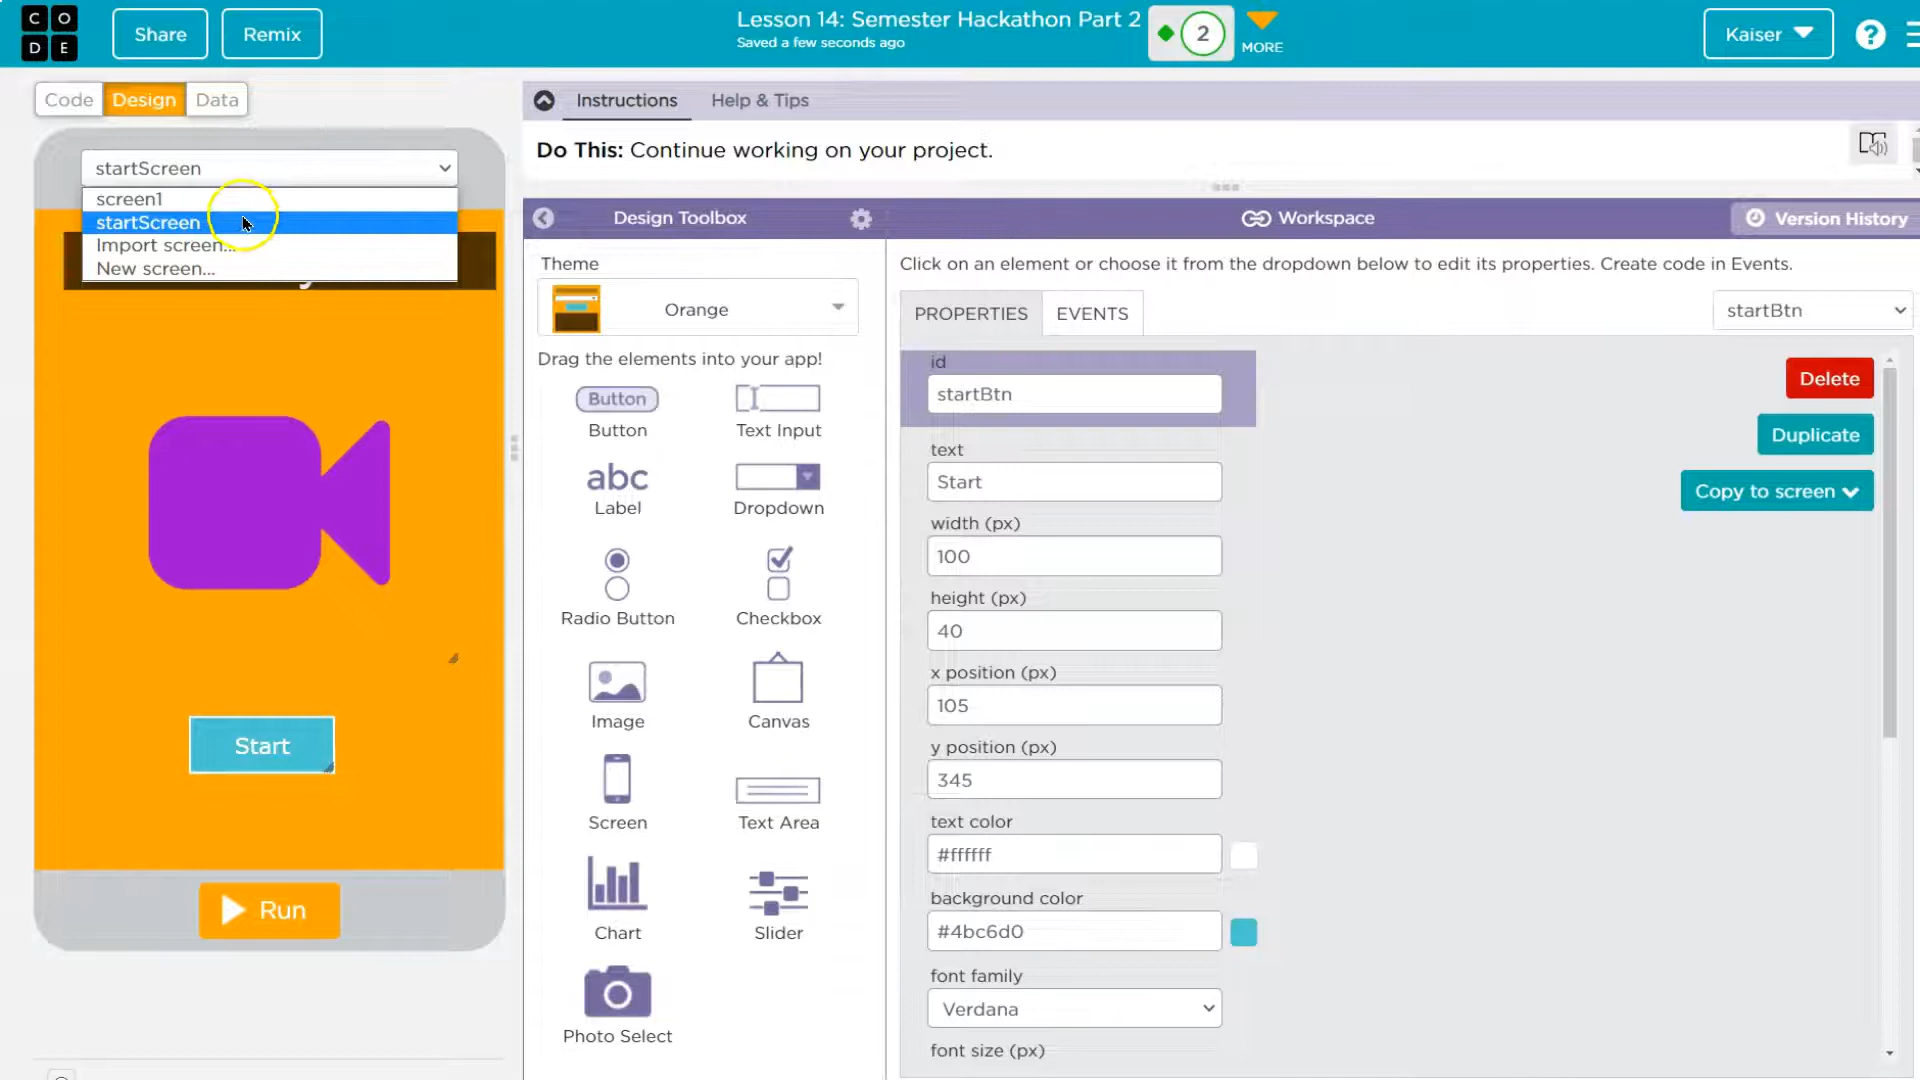 C O
D E
Share
Remix
Lesson 14: Semester Hackathon Part 2
Saved a few seconds ago
2
MORE
Kaiser
?
Code
Design
Data
Instructions
Help & Tips
Do This: Continue working on your project.
startScreen
screen1
startScreen
Import screen...
New screen...
Start
Run
Design Toolbox
Workspace
Version History
Theme
Orange
Drag the elements into your app!
Button
Button
Text Input
abc
Label
Dropdown
Radio Button
Checkbox
Image
Canvas
Screen
Text Area
Chart
Slider
Photo Select
Click on an element or choose it from the dropdown below to edit its properties. Create code in Events.
PROPERTIES
EVENTS
startBtn
id
startBtn
Delete
text
Start
Duplicate
Copy to screen
width (px)
100
height (px)
40
x position (px)
105
y position (px)
345
text color
#ffffff
background color
#4bc6d0
font family
Verdana
font size (px)